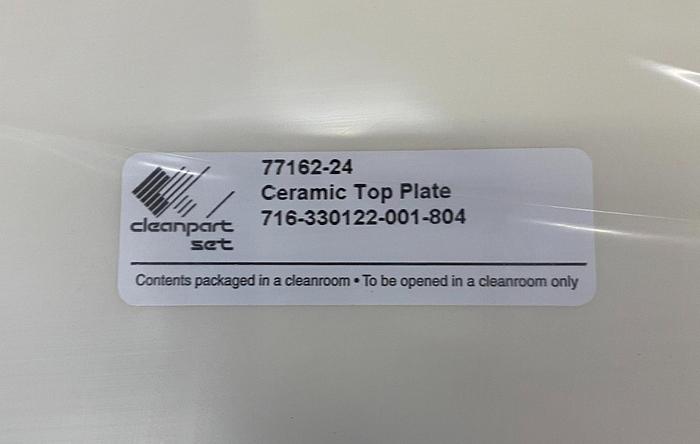 77162-24
Ceramic Top Plate
716-330122-001-804
cleanpart
set
Contents packaged in a cleanroom • To be opened in a cleanroom only